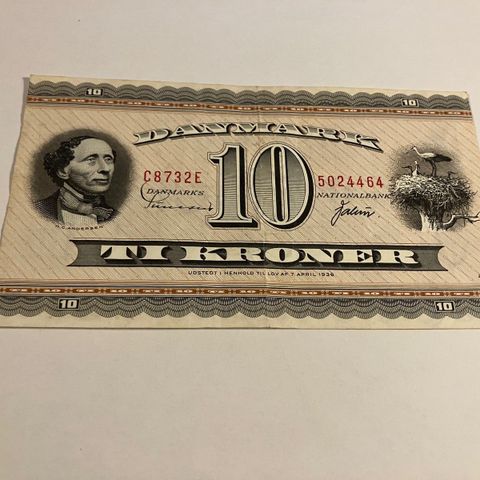 10 10
DANMARK
C8732E 10 5024464
DANMARKS NATIONALBANK
H.C. ANDERSEN
TI KRONER
UDSTEDT I HENHOLD TIL LOV AF 7 APRIL 1936
10 10